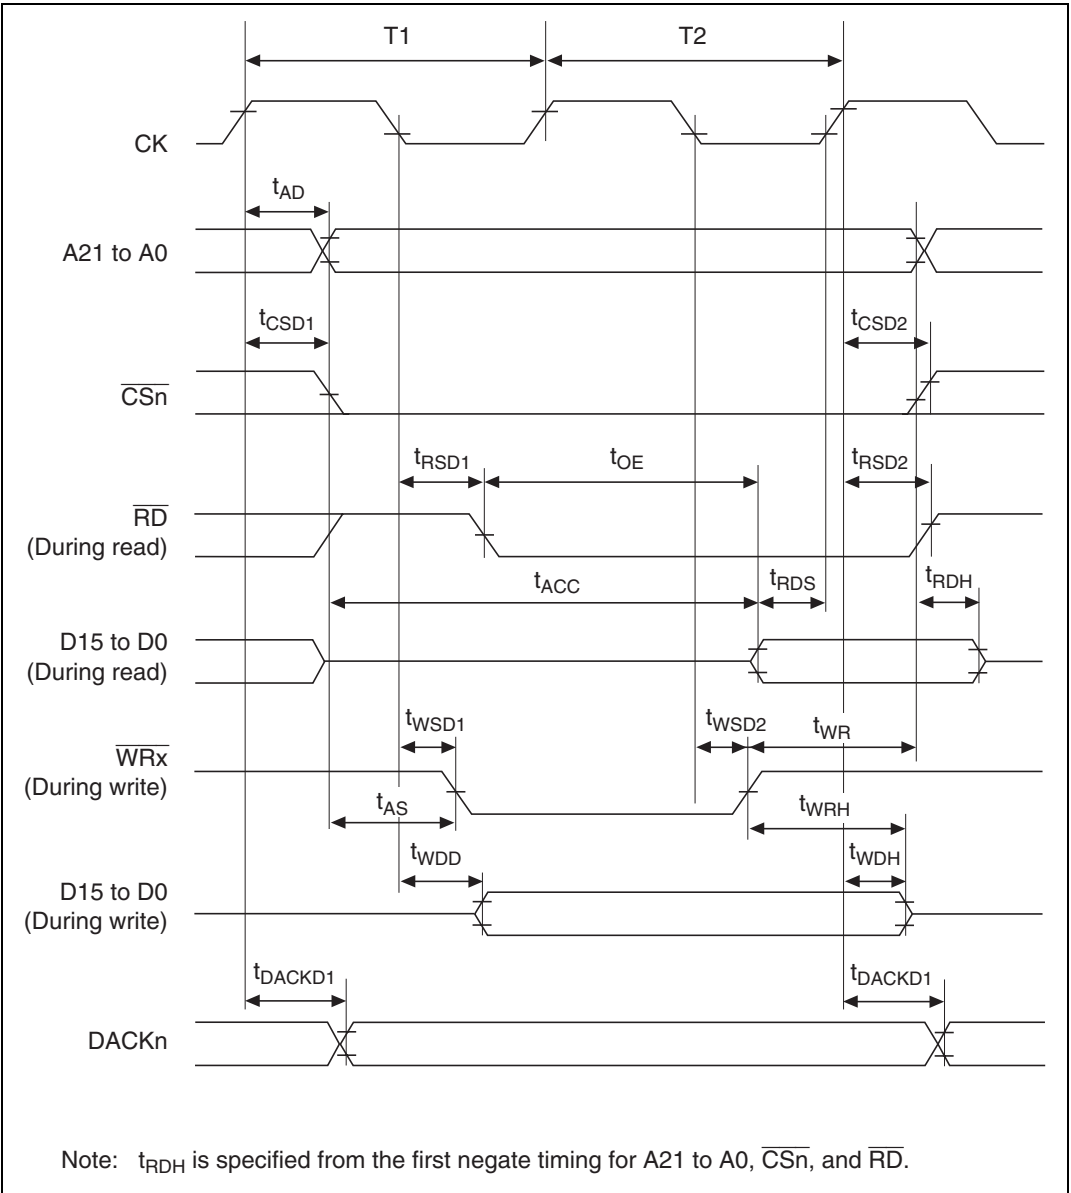 T1 T2
CK
tAD
A21 to A0
tCSD1 tCSD2
CSn
tRSD1 tOE tRSD2
RD
(During read)
tACC tRDS tRDH
D15 to D0
(During read)
tWSD1 tWSD2 tWR
WRx
(During write)
tAS tWRH
tWDD tWDH
D15 to D0
(During write)
tDACKD1 tDACKD1
DACKn
Note: tRDH is specified from the first negate timing for A21 to A0, CSn, and RD.